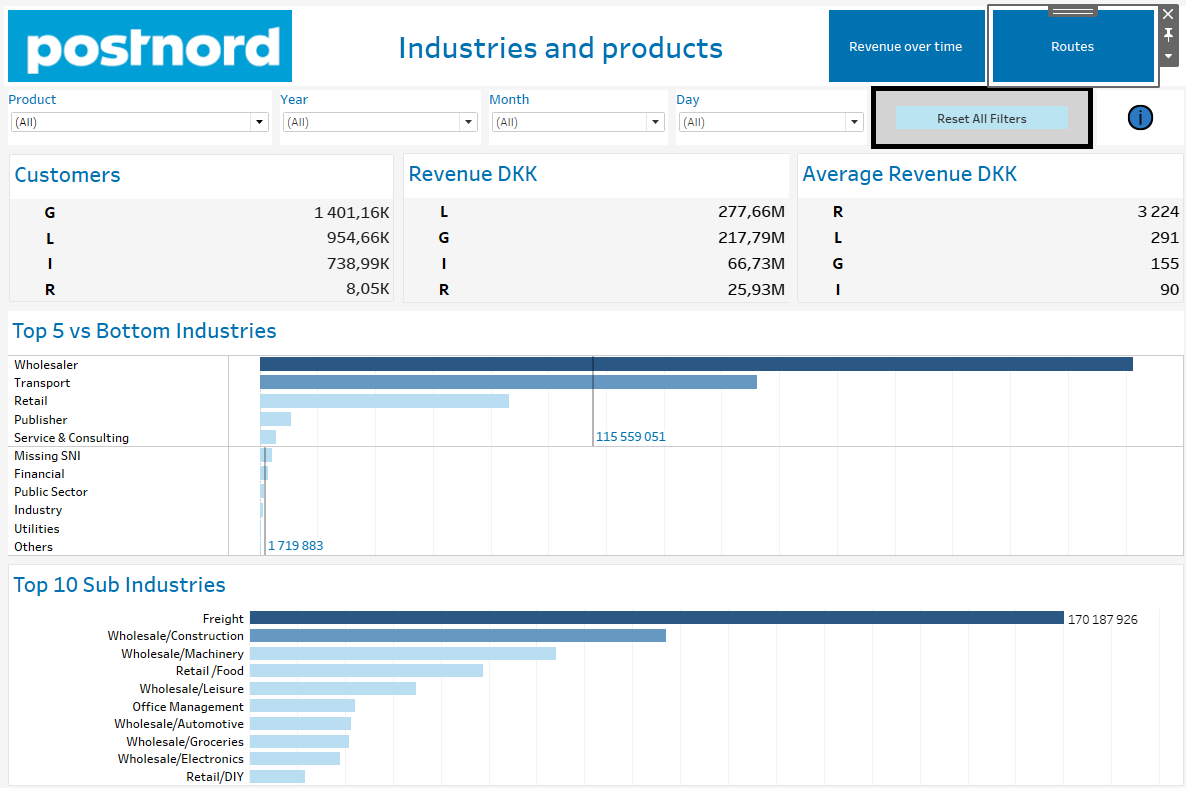 postnord
Industries and products
Revenue over time
Routes
Product
Year
Month
Day
(All)
(All)
(All)
(All)
Reset All Filters
i
Customers
G 1 401,16K
L 954,66K
I 738,99K
R 8,05K
Revenue DKK
L 277,66M
G 217,79M
I 66,73M
R 25,93M
Average Revenue DKK
R 3 224
L 291
G 155
I 90
Top 5 vs Bottom Industries
Wholesaler
Transport
Retail
Publisher
Service & Consulting
115 559 051
Missing SNI
Financial
Public Sector
Industry
Utilities
Others
1 719 883
Top 10 Sub Industries
Freight 170 187 926
Wholesale/Construction
Wholesale/Machinery
Retail /Food
Wholesale/Leisure
Office Management
Wholesale/Automotive
Wholesale/Groceries
Wholesale/Electronics
Retail/DIY